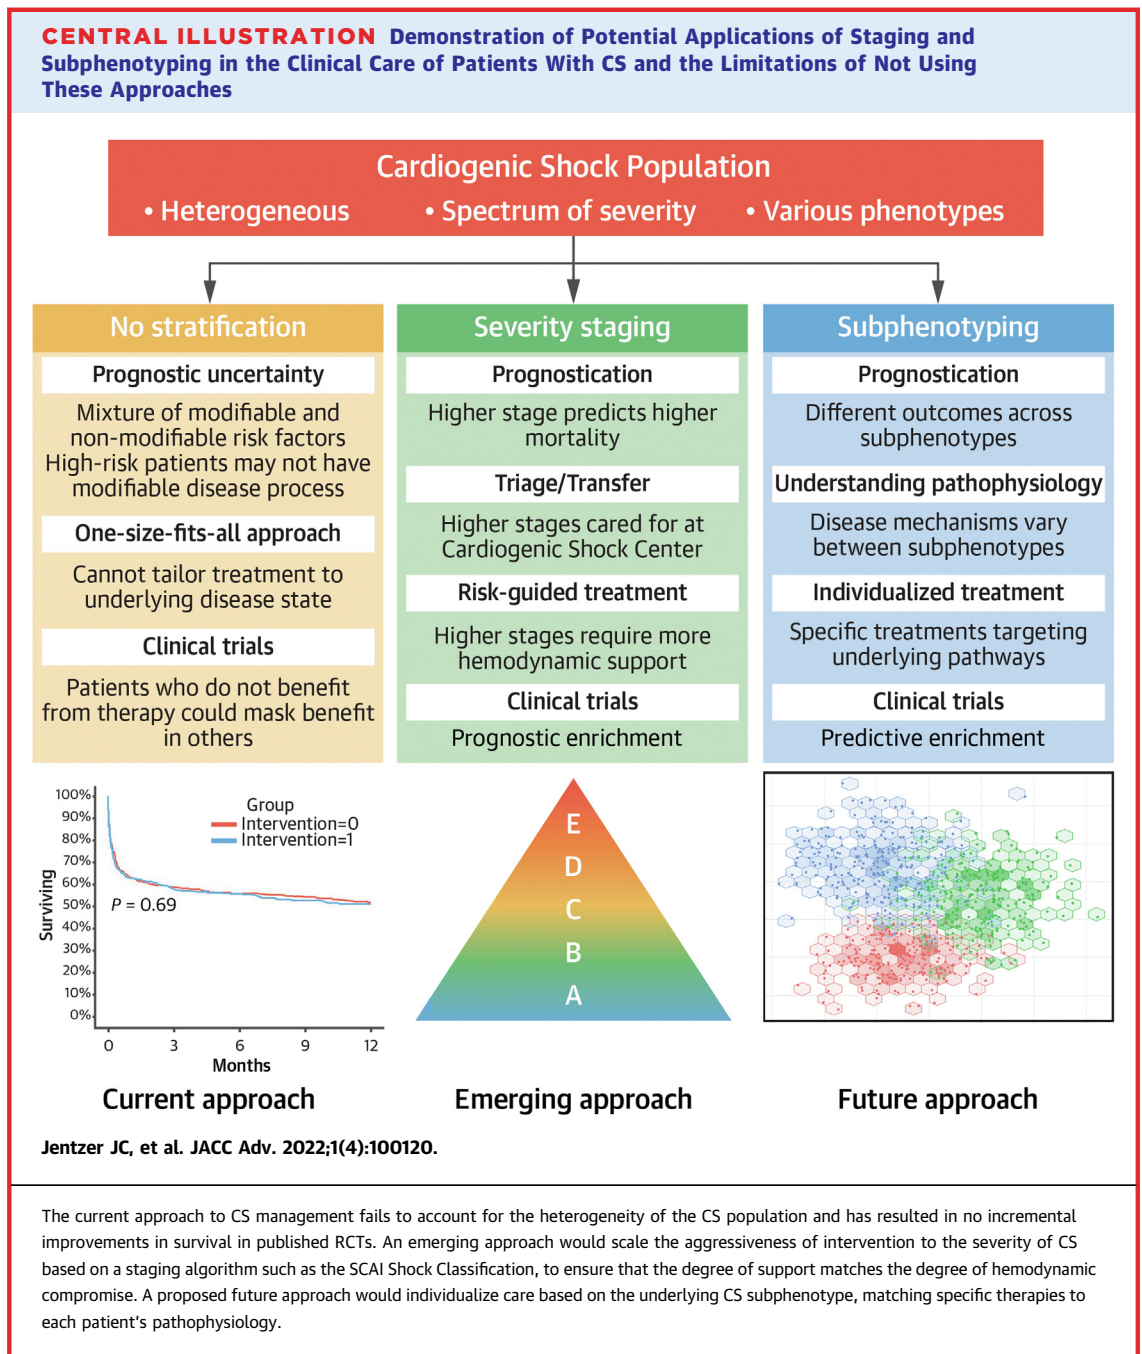 CENTRAL ILLUSTRATION Demonstration of Potential Applications of Staging and
Subphenotyping in the Clinical Care of Patients With CS and the Limitations of Not Using
These Approaches
Cardiogenic Shock Population
• Heterogeneous • Spectrum of severity • Various phenotypes
No stratification
Prognostic uncertainty
Mixture of modifiable and
non-modifiable risk factors
High-risk patients may not have
modifiable disease process
One-size-fits-all approach
Cannot tailor treatment to
underlying disease state
Clinical trials
Patients who do not benefit
from therapy could mask benefit
in others
Severity staging
Prognostication
Higher stage predicts higher
mortality
Triage/Transfer
Higher stages cared for at
Cardiogenic Shock Center
Risk-guided treatment
Higher stages require more
hemodynamic support
Clinical trials
Prognostic enrichment
Subphenotyping
Prognostication
Different outcomes across
subphenotypes
Understanding pathophysiology
Disease mechanisms vary
between subphenotypes
Individualized treatment
Specific treatments targeting
underlying pathways
Clinical trials
Predictive enrichment
Surviving
100%
90%
80%
70%
60%
50%
40%
30%
20%
10%
0%
Group
Intervention=0
Intervention=1
P = 0.69
0 3 6 9 12
Months
Current approach
E
D
C
B
A
Emerging approach
Future approach
Jentzer JC, et al. JACC Adv. 2022;1(4):100120.
The current approach to CS management fails to account for the heterogeneity of the CS population and has resulted in no incremental
improvements in survival in published RCTs. An emerging approach would scale the aggressiveness of intervention to the severity of CS
based on a staging algorithm such as the SCAI Shock Classification, to ensure that the degree of support matches the degree of hemodynamic
compromise. A proposed future approach would individualize care based on the underlying CS subphenotype, matching specific therapies to
each patient's pathophysiology.